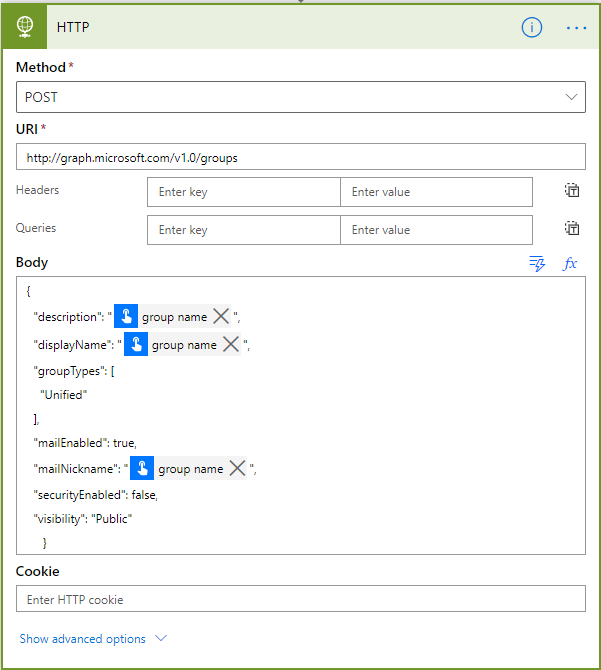 HTTP
Method*
POST
URI*
http://graph.microsoft.com/v1.0/groups
Headers Enter key Enter value
Queries Enter key Enter value
Body fx
{
"description": " group name ",
"displayName": " group name ",
"groupTypes": [
"Unified"
],
"mailEnabled": true,
"mailNickname": " group name ",
"securityEnabled": false,
"visibility": "Public"
}
Cookie
Enter HTTP cookie
Show advanced options